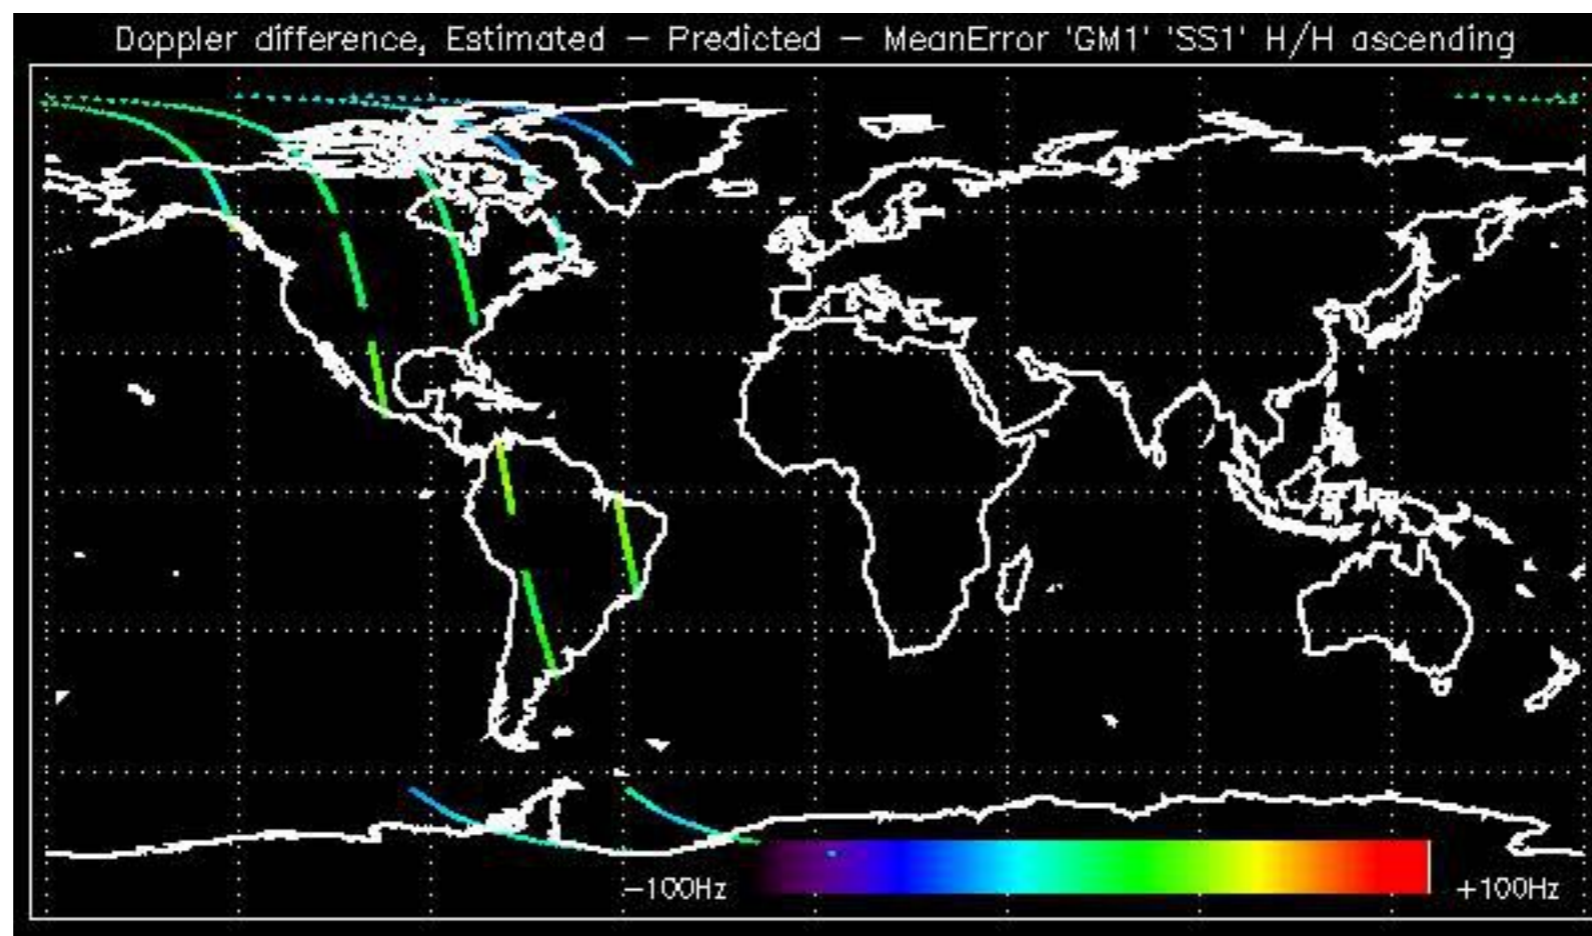 Doppler difference, Estimated – Predicted – MeanError 'GM1' 'SS1' H/H ascending
–100Hz
+100Hz